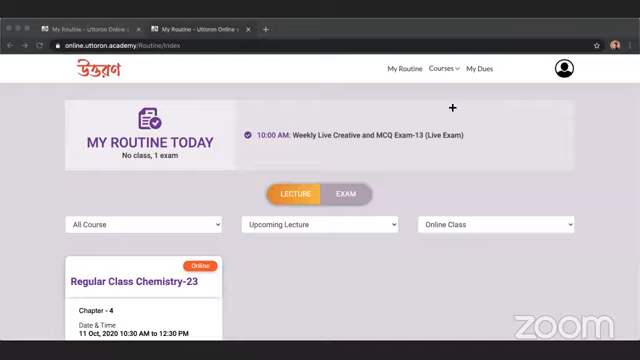 My Routine – Uttoron Online
My Routine – Uttoron Online
online.uttoron.academy/Routine/Index
উত্তরণ
My Routine
Courses
My Dues
MY ROUTINE TODAY
No class, 1 exam
10:00 AM: Weekly Live Creative and MCQ Exam-13 (Live Exam)
LECTURE
EXAM
All Course
Upcoming Lecture
Online Class
Online
Regular Class Chemistry-23
Chapter - 4
Date & Time
11 Oct, 2020 10:30 AM to 12:30 PM
zoom